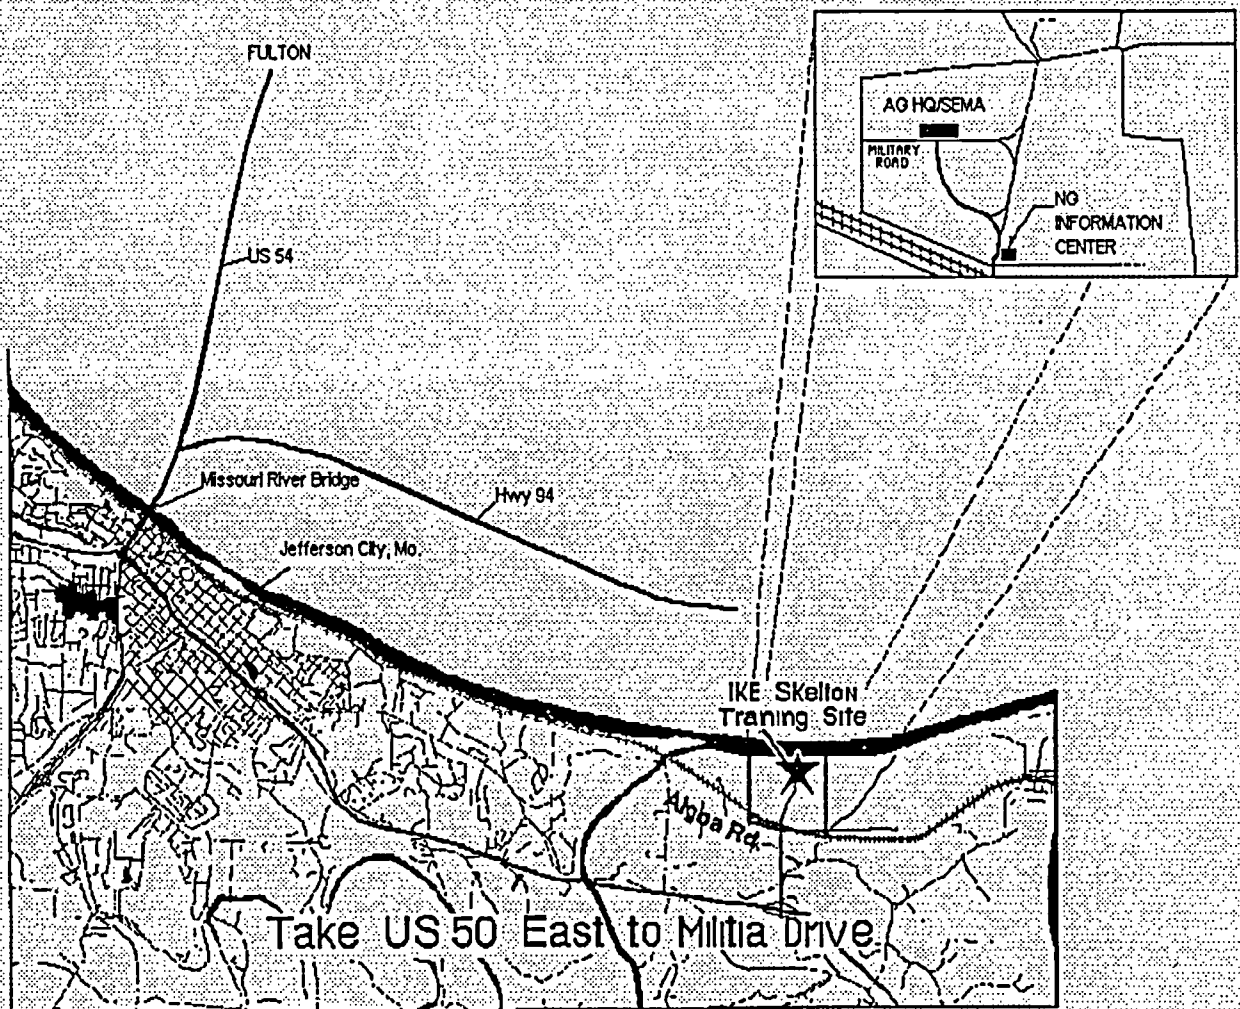 FULTON
AG HQ/SEMA
MILITARY
ROAD
NG
INFORMATION
CENTER
US 54
Missouri River Bridge
Hwy 94
Jefferson City, Mo.
IKE Skelton
Traning Site
Algoa Rd.
Take US 50 East to Militia Drive